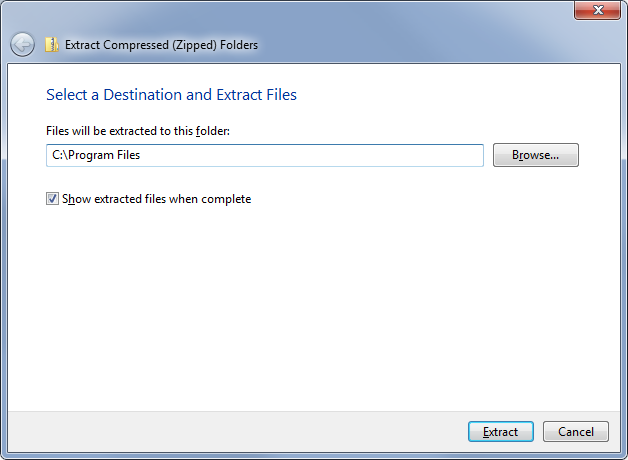 Extract Compressed (Zipped) Folders
Select a Destination and Extract Files
Files will be extracted to this folder:
C:\Program Files
Browse...
Show extracted files when complete
Extract
Cancel